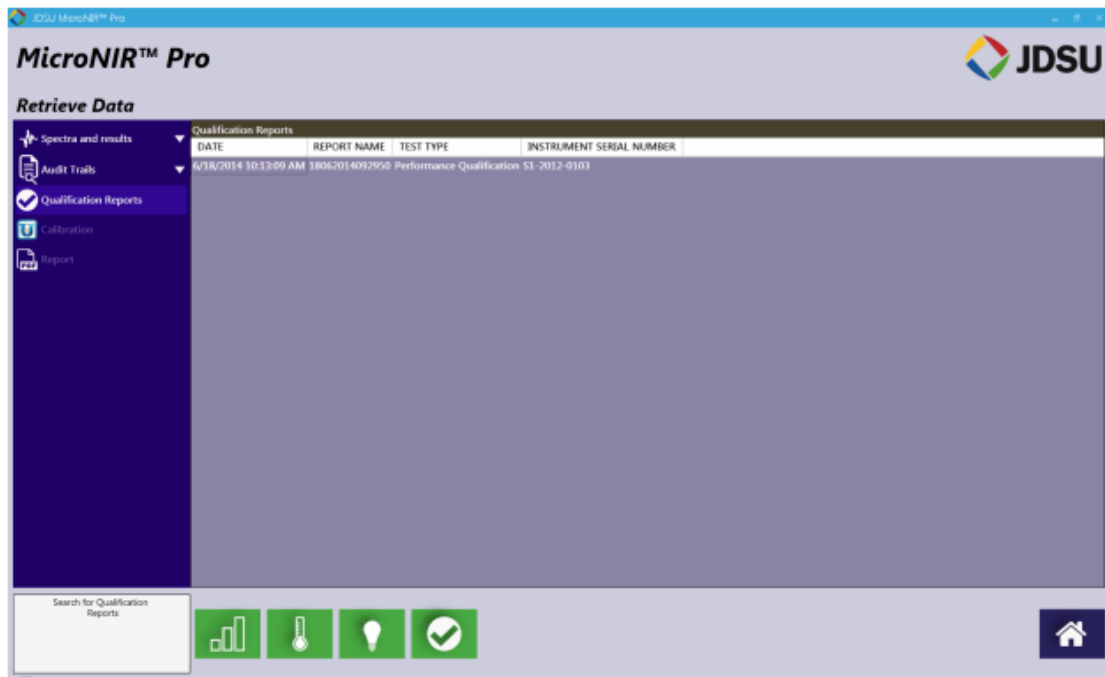 JDSU MicroNIR™ Pro
MicroNIR™ Pro
JDSU
Retrieve Data
Spectra and results
Audit Trails
Qualification Reports
Calibration
Report
Qualification Reports
DATE REPORT NAME TEST TYPE INSTRUMENT SERIAL NUMBER
6/18/2014 10:13:09 AM 18062014092950 Performance Qualification S1-2012-0103
Search for Qualification
Reports